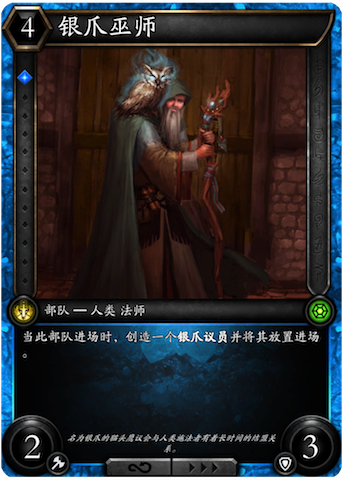 4 银爪巫师
部队 — 人类 法师
当此部队进场时、创造一个银爪议员并将其放置进场
。
名为银爪的猫头鹰议会与人类施法者有着长时间的结盟关
系。
2 3